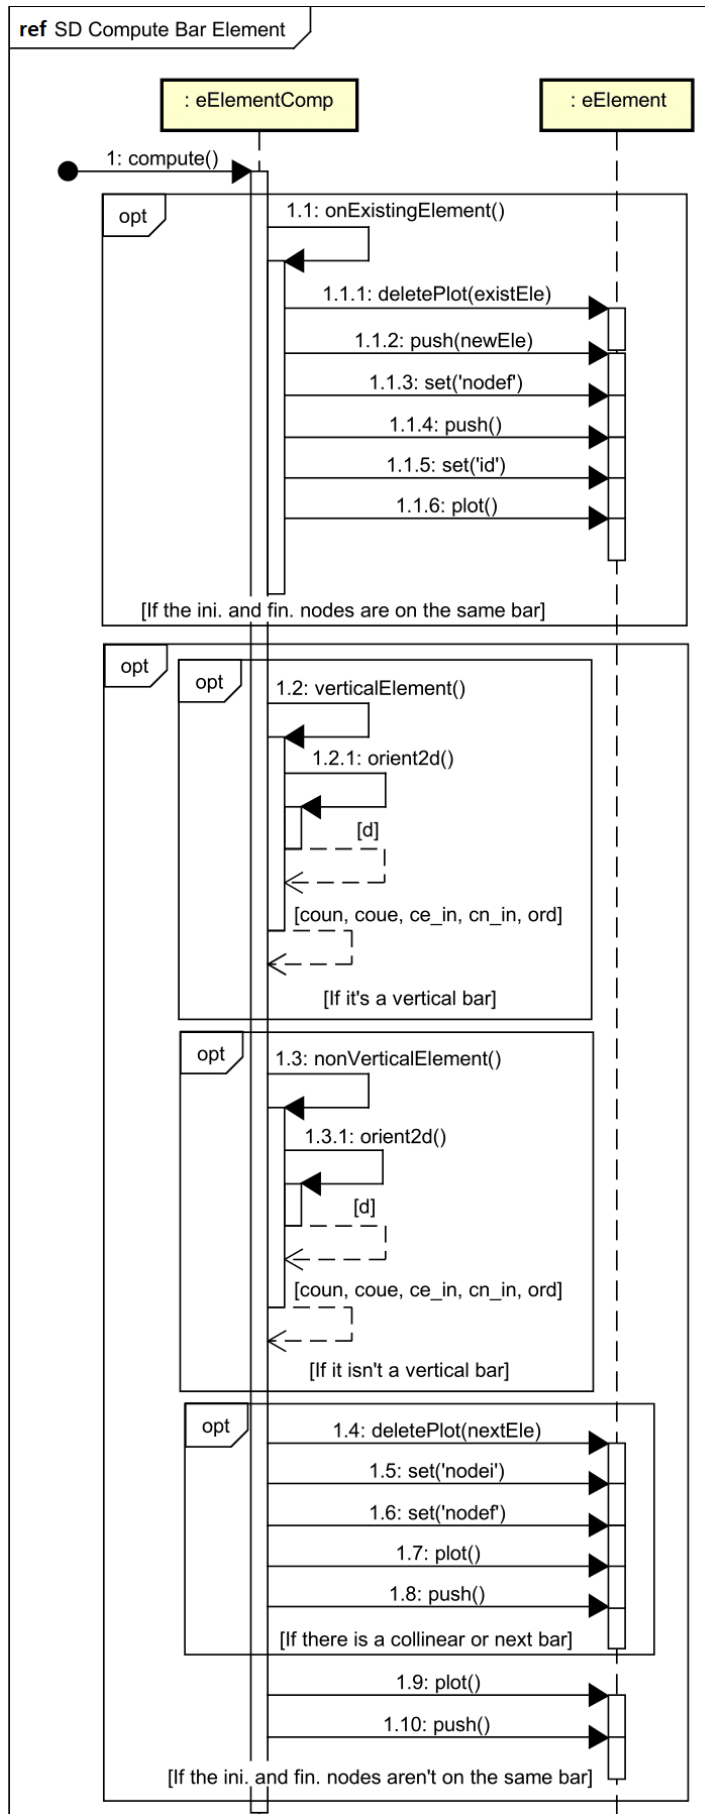 ref SD Compute Bar Element
: eElementComp
: eElement
1: compute()
opt
1.1: onExistingElement()
1.1.1: deletePlot(existEle)
1.1.2: push(newEle)
1.1.3: set('nodef')
1.1.4: push()
1.1.5: set('id')
1.1.6: plot()
[If the ini. and fin. nodes are on the same bar]
opt
opt
1.2: verticalElement()
1.2.1: orient2d()
[d]
[coun, coue, ce_in, cn_in, ord]
[If it's a vertical bar]
opt
1.3: nonVerticalElement()
1.3.1: orient2d()
[d]
[coun, coue, ce_in, cn_in, ord]
[If it isn't a vertical bar]
opt
1.4: deletePlot(nextEle)
1.5: set('nodei')
1.6: set('nodef')
1.7: plot()
1.8: push()
[If there is a collinear or next bar]
1.9: plot()
1.10: push()
[If the ini. and fin. nodes aren't on the same bar]